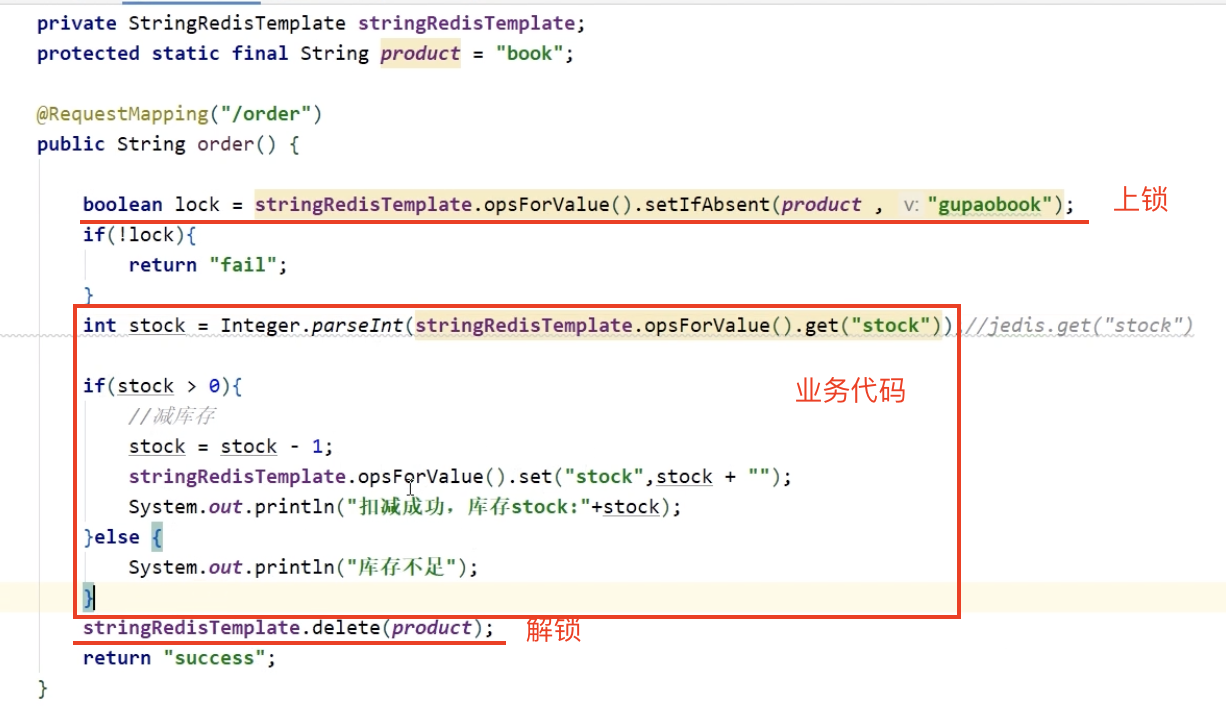 private StringRedisTemplate stringRedisTemplate;
protected static final String product = "book";
@RequestMapping("/order")
public String order() {
boolean lock = stringRedisTemplate.opsForValue().setIfAbsent(product , v: "gupaobook"); 上锁
if(!lock){
return "fail";
}
int stock = Integer.parseInt(stringRedisTemplate.opsForValue().get("stock")) //jedis.get("stock")
if(stock > 0){ 业务代码
//减库存
stock = stock - 1;
stringRedisTemplate.opsForValue().set("stock",stock + "");
System.out.println("扣减成功，库存stock:"+stock);
}else {
System.out.println("库存不足");
}
stringRedisTemplate.delete(product); 解锁
return "success";
}